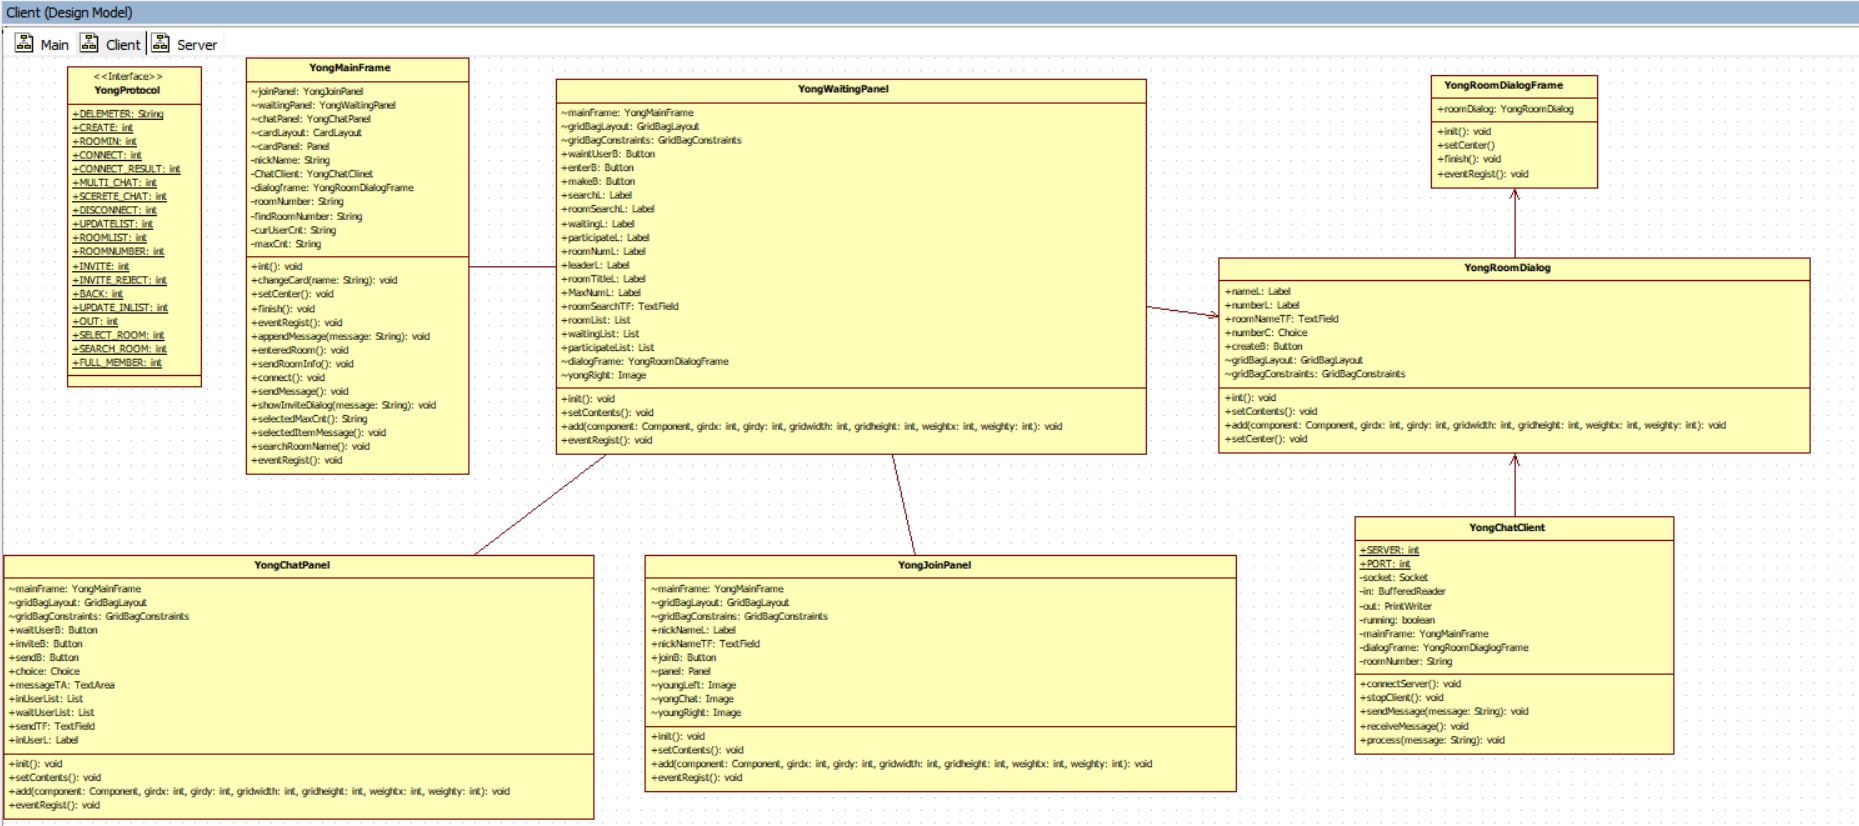 Client (Design Model)
Main Client Server
<<Interface>>
YongProtocol
+DELEMETER: String
+CREATE: int
+ROOMIN: int
+CONNECT: int
+CONNECT_RESULT: int
+MULTI_CHAT: int
+SCERETE_CHAT: int
+DISCONNECT: int
+UPDATELIST: int
+ROOMLIST: int
+ROOMNUMBER: int
+INVITE: int
+INVITE_REJECT: int
+BACK: int
+UPDATE_INLIST: int
+OUT: int
+SELECT_ROOM: int
+SEARCH_ROOM: int
+FULL_MEMBER: int
YongMainFrame
~joinPanel: YongJoinPanel
~waitingPanel: YongWaitingPanel
~chatPanel: YongChatPanel
~cardLayout: CardLayout
~cardPanel: Panel
-nickName: String
-ChatClient: YongChatClinet
-dialogframe: YongRoomDialogFrame
-roomNumber: String
-findRoomNumber: String
-curUserCnt: String
-maxCnt: String
+int(): void
+changeCard(name: String): void
+setCenter(): void
+finish(): void
+eventRegist(): void
+appendMessage(message: String): void
+enteredRoom(): void
+sendRoomInfo(): void
+connect(): void
+sendMessage(): void
+showInviteDialog(message: String): void
+selectedMaxCnt(): String
+selectedItemMessage(): void
+searchRoomName(): void
+eventRegist(): void
YongWaitingPanel
~mainFrame: YongMainFrame
~gridBagLayout: GridBagLayout
~gridBagConstraints: GridBagConstraints
+waintUserB: Button
+enterB: Button
+makeB: Button
+searchL: Label
+roomSearchL: Label
+waitingL: Label
+participateL: Label
+roomNumL: Label
+leaderL: Label
+roomTitleL: Label
+MaxNumL: Label
+roomSearchTF: TextField
+roomList: List
+waitingList: List
+participateList: List
~dialogFrame: YongRoomDialogFrame
~yongRight: Image
+init(): void
+setContents(): void
+add(component: Component, girdx: int, girdy: int, gridwidth: int, gridheight: int, weightx: int, weighty: int): void
+eventRegist(): void
YongRoomDialogFrame
+roomDialog: YongRoomDialog
+init(): void
+setCenter()
+finish(): void
+eventRegist(): void
YongRoomDialog
+nameL: Label
+numberL: Label
+roomNameTF: TextField
+numberC: Choice
+createB: Button
~gridBagLayout: GridBagLayout
~gridBagConstraints: GridBagConstraints
+int(): void
+setContents(): void
+add(component: Component, girdx: int, girdy: int, gridwidth: int, gridheight: int, weightx: int, weighty: int): void
+setCenter(): void
YongChatPanel
~mainFrame: YongMainFrame
~gridBagLayout: GridBagLayout
~gridBagConstraints: GridBagConstraints
+waitUserB: Button
+inviteB: Button
+sendB: Button
+choice: Choice
+messageTA: TextArea
+inUserList: List
+waitUserList: List
+sendTF: TextField
+inUserL: Label
+init(): void
+setContents(): void
+add(component: Component, girdx: int, girdy: int, gridwidth: int, gridheight: int, weightx: int, weighty: int): void
+eventRegist(): void
YongJoinPanel
~mainFrame: YongMainFrame
~gridBagLayout: GridBagLayout
~gridBagConstrains: GridBagConstraints
+nickNameL: Label
+nickNameTF: TextField
+joinB: Button
~panel: Panel
~youngLeft: Image
~yongChat: Image
~youngRight: Image
+init(): void
+setContents(): void
+add(component: Component, girdx: int, girdy: int, gridwidth: int, gridheight: int, weightx: int, weighty: int): void
+eventRegist(): void
YongChatClient
+SERVER: int
+PORT: int
-socket: Socket
-in: BufferedReader
-out: PrintWriter
-running: boolean
-mainFrame: YongMainFrame
-dialogFrame: YongRoomDiaglogFrame
-roomNumber: String
+connectServer(): void
+stopClient(): void
+sendMessage(message: String): void
+receiveMessage(): void
+process(message: String): void